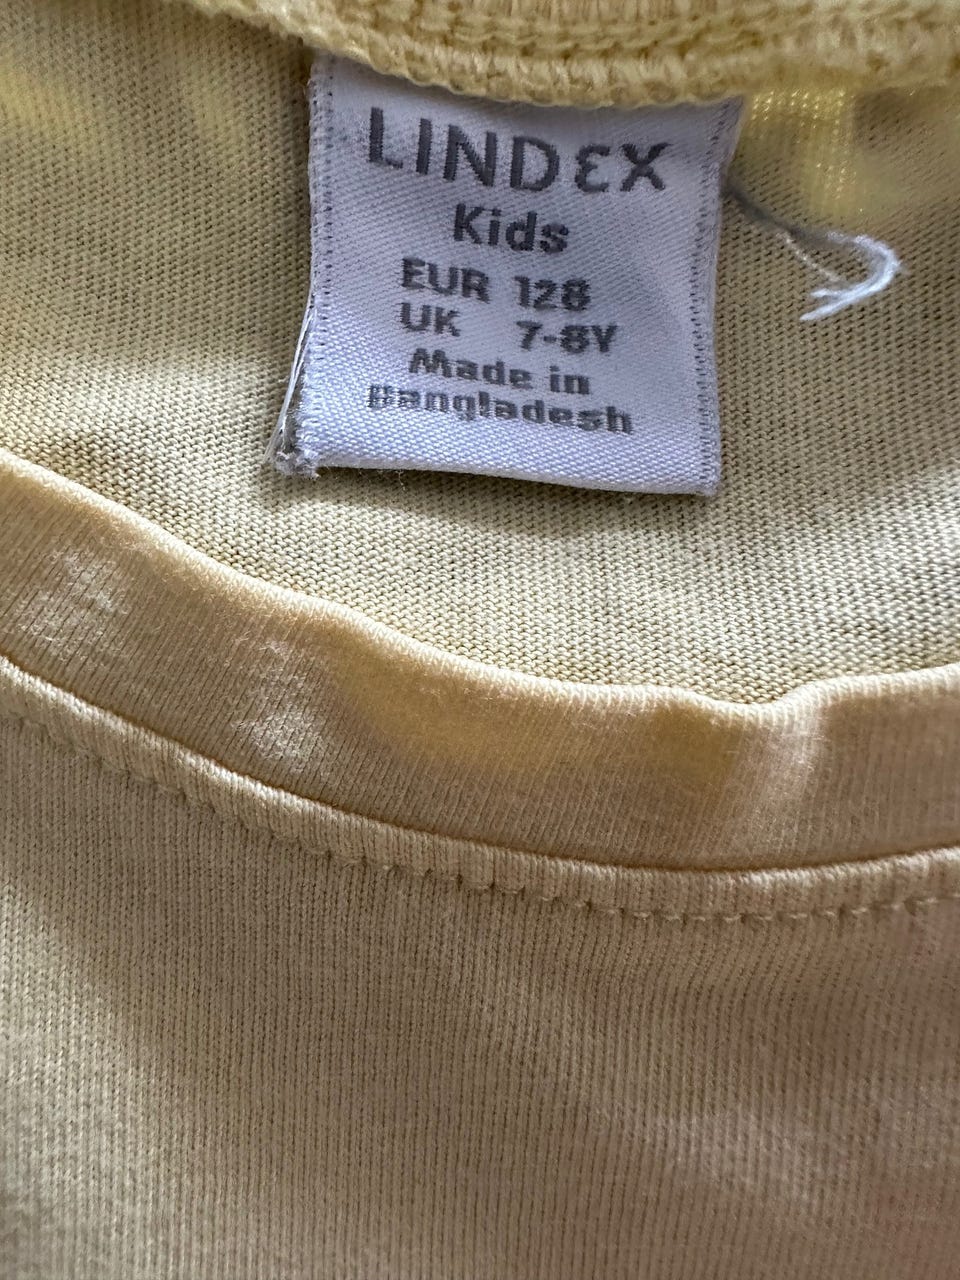 LINDEX
Kids
EUR 128
UK 7-8Y
Made in
Bangladesh